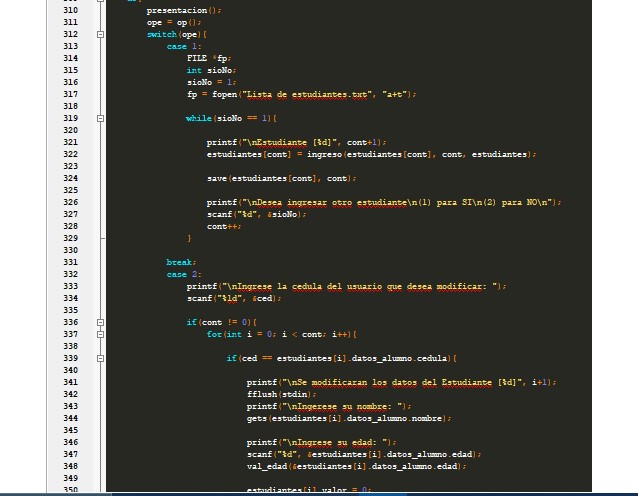 310 presentacion();
311 ope = op();
312 switch(ope){
313 case 1:
314 FILE *fp;
315 int sioNo;
316 sioNo = 1;
317 fp = fopen("Lista de estudiantes.txt", "a+t");
318
319 while(sioNo == 1){
320
321 printf("\nEstudiante [%d]", cont+1);
322 estudiantes[cont] = ingreso(estudiantes[cont], cont, estudiantes);
323
324 save(estudiantes[cont], cont);
325
326 printf("\nDesea ingresar otro estudiante\n(1) para SI\n(2) para NO\n");
327 scanf("%d", &sioNo);
328 cont++;
329 }
330
331 break;
332 case 2:
333 printf("\nIngrese la cedula del usuario que desea modificar: ");
334 scanf("%ld", &ced);
335
336 if(cont != 0){
337 for(int i = 0; i < cont; i++){
338
339 if(ced == estudiantes[i].datos_alumno.cedula){
340
341 printf("\nSe modificaran los datos del Estudiante [%d]", i+1);
342 fflush(stdin);
343 printf("\nIngerese su nombre: ");
344 gets(estudiantes[i].datos_alumno.nombre);
345
346 printf("\nIngrese su edad: ");
347 scanf("%d", &estudiantes[i].datos_alumno.edad);
348 val_edad(&estudiantes[i].datos_alumno.edad);
349
350 estudiantes[i].valor = 0;